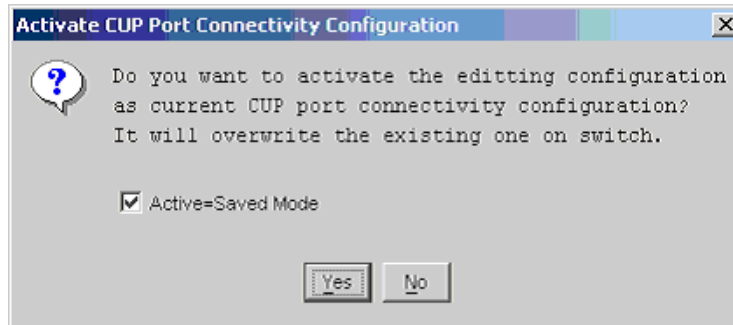 Activate CUP Port Connectivity Configuration
Do you want to activate the editting configuration
as current CUP port connectivity configuration?
It will overwrite the existing one on switch.
Active=Saved Mode
Yes No